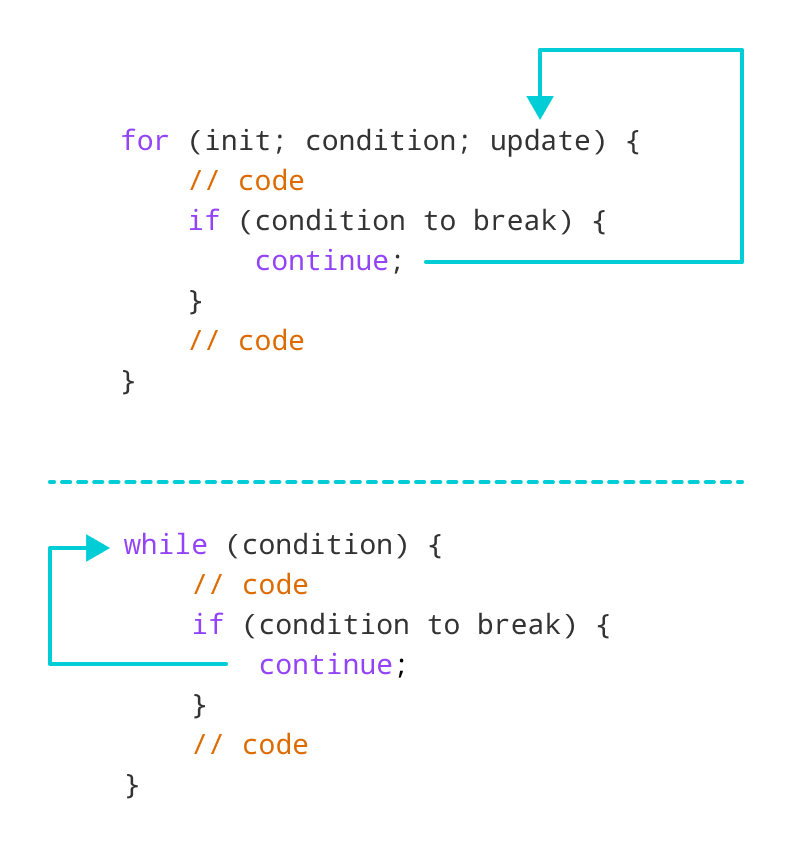 for (init; condition; update) {
    // code
    if (condition to break) {
        continue;
    }
    // code
}
while (condition) {
    // code
    if (condition to break) {
        continue;
    }
    // code
}